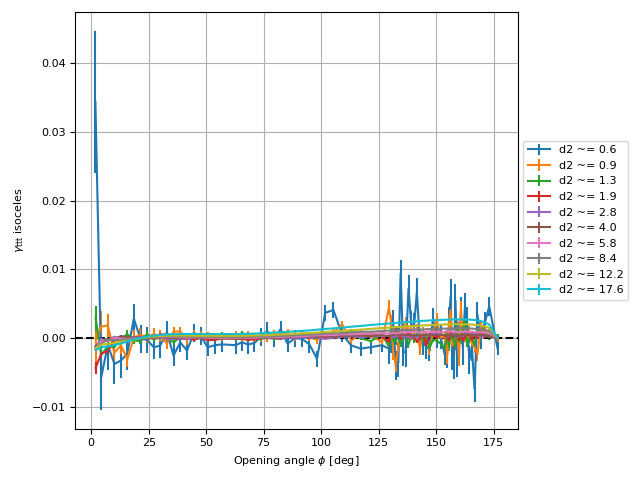 0.04
0.03
0.02
0.01
0.00
−0.01
γttt isoceles
0 25 50 75 100 125 150 175
Opening angle ϕ [deg]
d2 ~= 0.6
d2 ~= 0.9
d2 ~= 1.3
d2 ~= 1.9
d2 ~= 2.8
d2 ~= 4.0
d2 ~= 5.8
d2 ~= 8.4
d2 ~= 12.2
d2 ~= 17.6